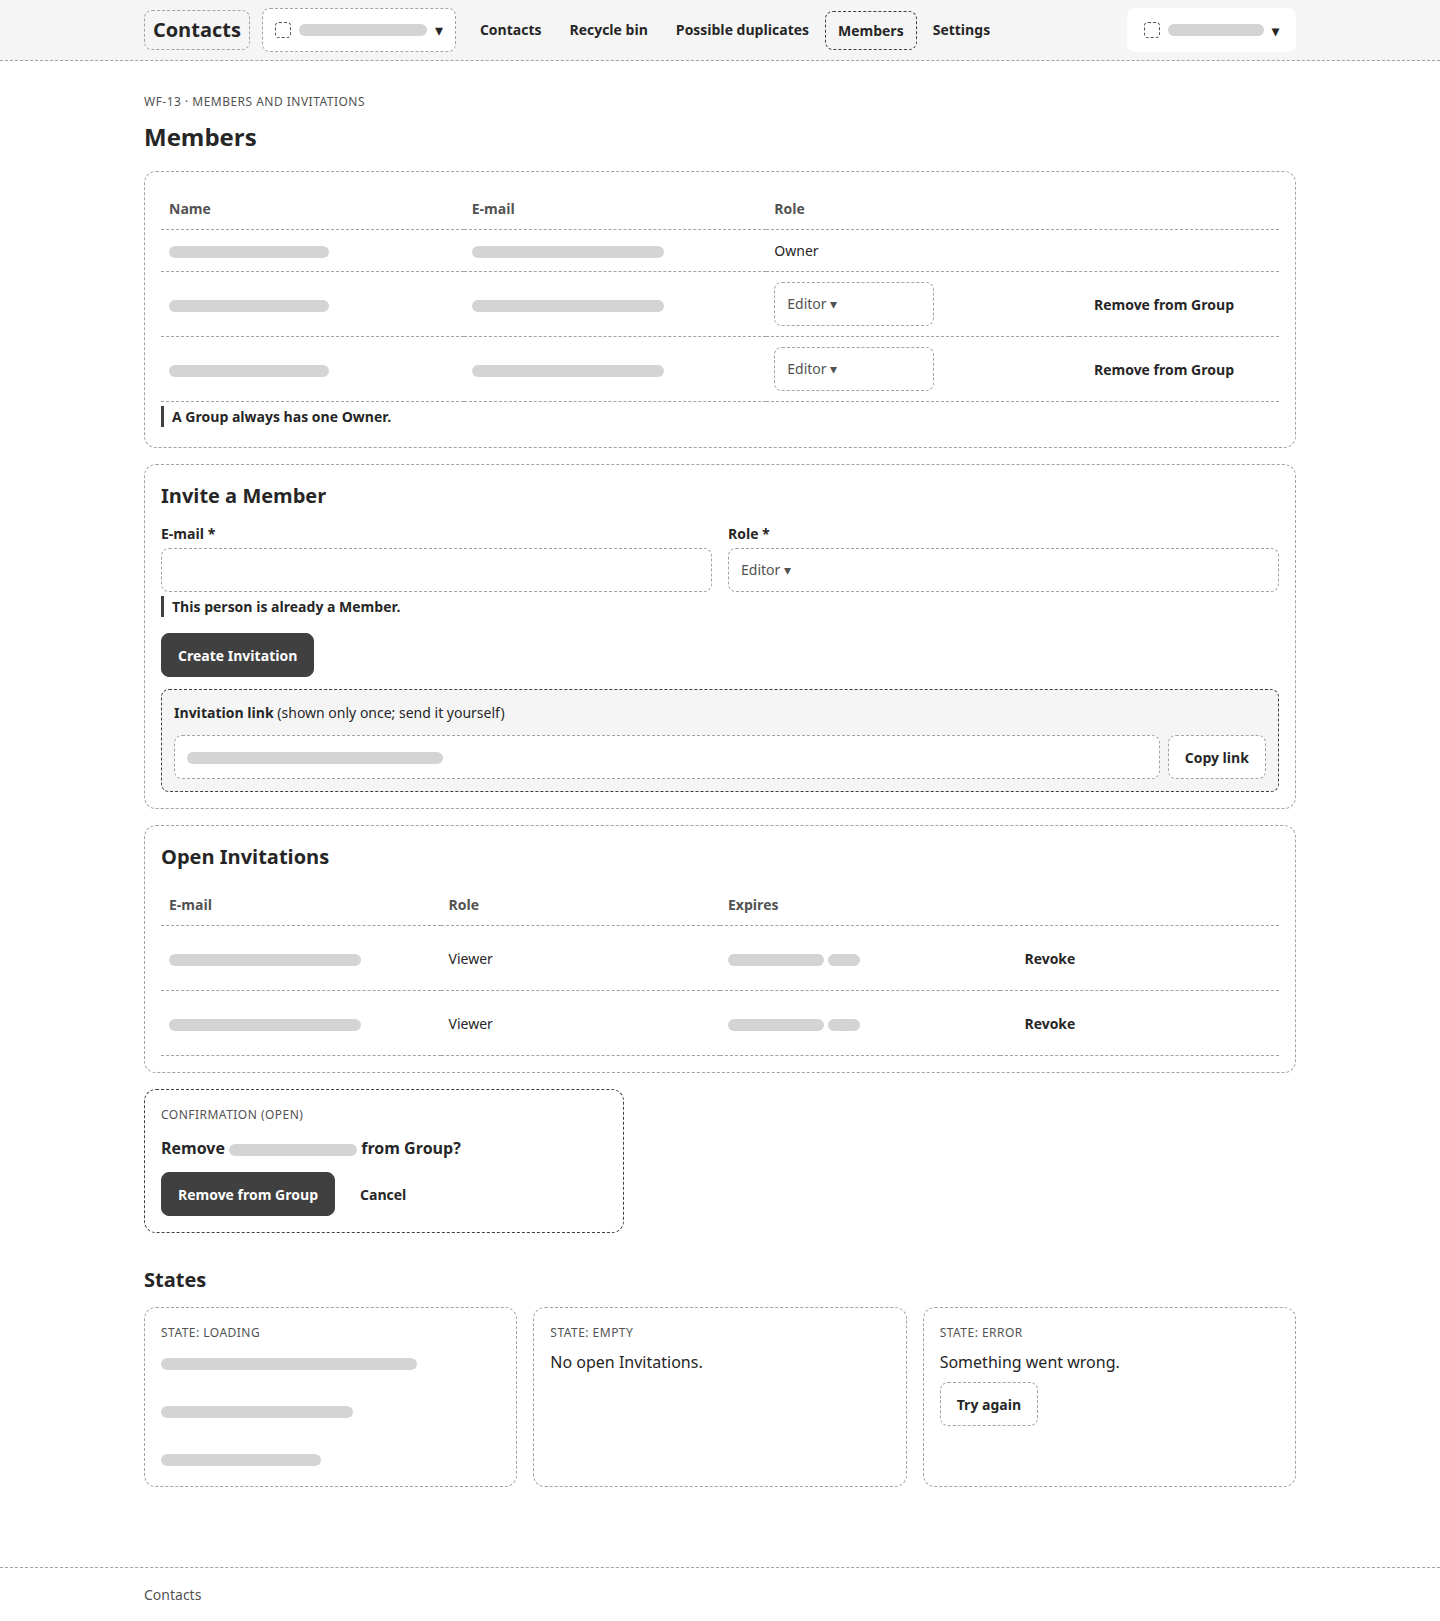 Contacts ▾ Contacts Recycle bin Possible duplicates Members Settings ▾
WF-13 · MEMBERS AND INVITATIONS
Members
Name E-mail Role
Owner
Editor ▾ Remove from Group
Editor ▾ Remove from Group
A Group always has one Owner.
Invite a Member
E-mail * Role *
Editor ▾
This person is already a Member.
Create Invitation
Invitation link (shown only once; send it yourself)
Copy link
Open Invitations
E-mail Role Expires
Viewer Revoke
Viewer Revoke
CONFIRMATION (OPEN)
Remove from Group?
Remove from Group Cancel
States
STATE: LOADING STATE: EMPTY STATE: ERROR
No open Invitations. Something went wrong.
Try again
Contacts